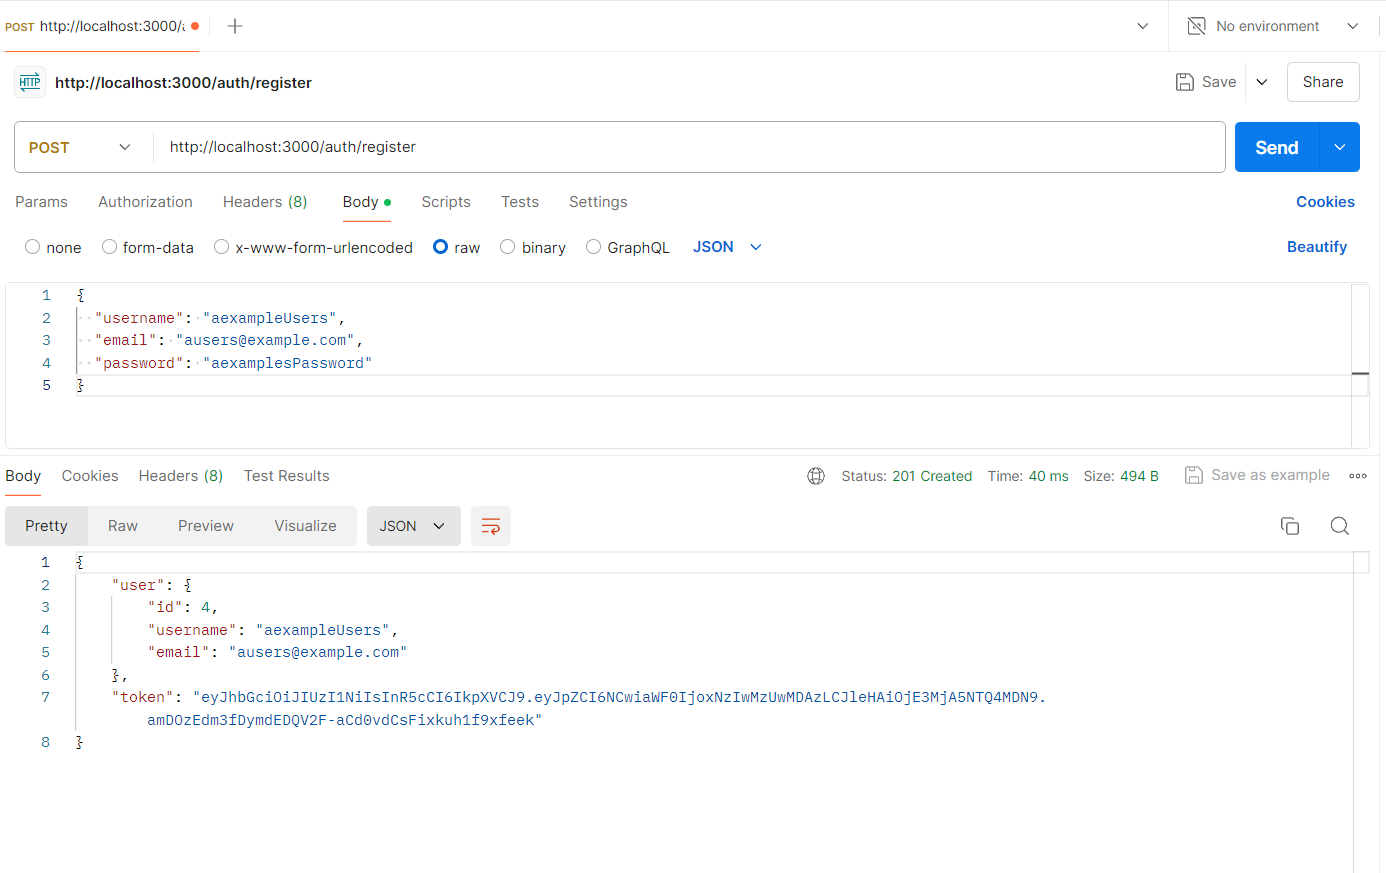 POST http://localhost:3000/a
No environment
HTTP http://localhost:3000/auth/register
Save
Share
POST
http://localhost:3000/auth/register
Send
Params Authorization Headers (8) Body Scripts Tests Settings
Cookies
none form-data x-www-form-urlencoded raw binary GraphQL JSON
Beautify
1 {
2 "username": "aexampleUsers",
3 "email": "ausers@example.com",
4 "password": "aexamplesPassword"
5 }
Body Cookies Headers (8) Test Results
Status: 201 Created Time: 40 ms Size: 494 B
Save as example
Pretty Raw Preview Visualize JSON
1 {
2 "user": {
3 "id": 4,
4 "username": "aexampleUsers",
5 "email": "ausers@example.com"
6 },
7 "token": "eyJhbGciOiJIUzI1NiIsInR5cCI6IkpXVCJ9.eyJpZCI6NCwiaWF0IjoxNzIwMzUwMDAzLCJleHAiOjE3MjA5NTQ4MDN9.
amDOzEdm3fDymdEDQV2F-aCd0vdCsFixkuh1f9xfeek"
8 }